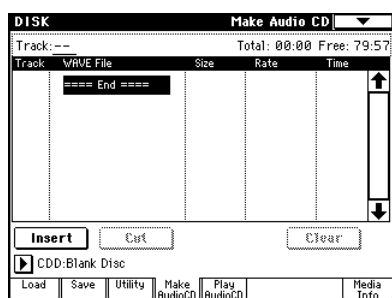 DISK Make Audio CD
Track:-- Total: 00:00 Free: 79:57
Track WAVE File Size Rate Time
==== End ====
Insert Cut Clear
CDD:Blank Disc
Load Save Utility Make AudioCD Play AudioCD Media Info